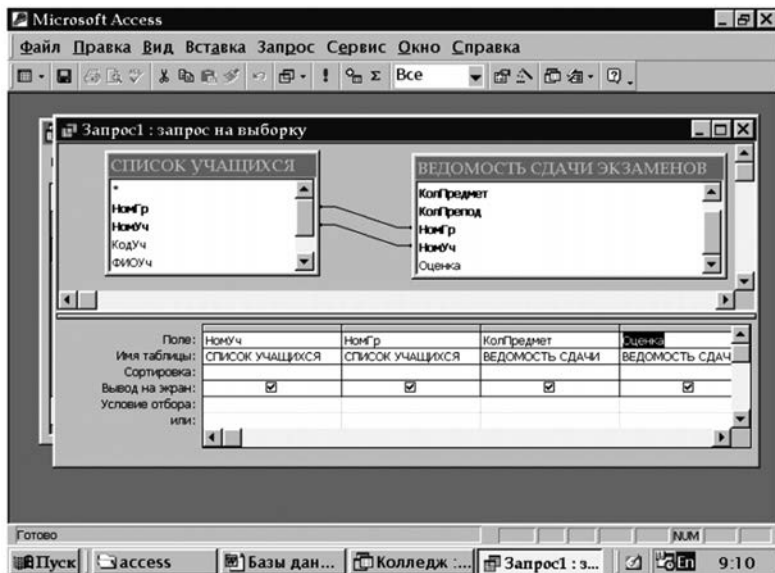 Microsoft Access
Файл Правка Вид Вставка Запрос Сервис Окно Справка
Все
Запрос1 : запрос на выборку
СПИСОК УЧАЩИХСЯ
*
НомГр
НомУч
КодУч
ФИОУч
ВЕДОМОСТЬ СДАЧИ ЭКЗАМЕНОВ
КолПредмет
КолПрепод
НомГр
НомУч
Оценка
Поле: НомУч НомГр КолПредмет Оценка
Имя таблицы: СПИСОК УЧАЩИХСЯ СПИСОК УЧАЩИХСЯ ВЕДОМОСТЬ СДАЧИ ВЕДОМОСТЬ СДАЧ
Сортировка:
Вывод на экран:
Условие отбора:
или:
Готово NUM
Пуск access Базы дан... Колледж :... Запрос1 : з... En 9:10